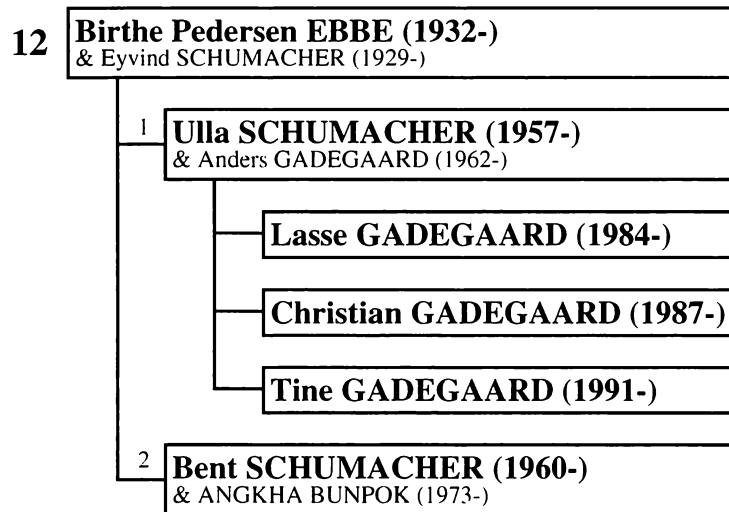 12
Birthe Pedersen EBBE (1932-)
& Eyvind SCHUMACHER (1929-)
1
Ulla SCHUMACHER (1957-)
& Anders GADEGAARD (1962-)
Lasse GADEGAARD (1984-)
Christian GADEGAARD (1987-)
Tine GADEGAARD (1991-)
2
Bent SCHUMACHER (1960-)
& ANGKHA BUNPOK (1973-)